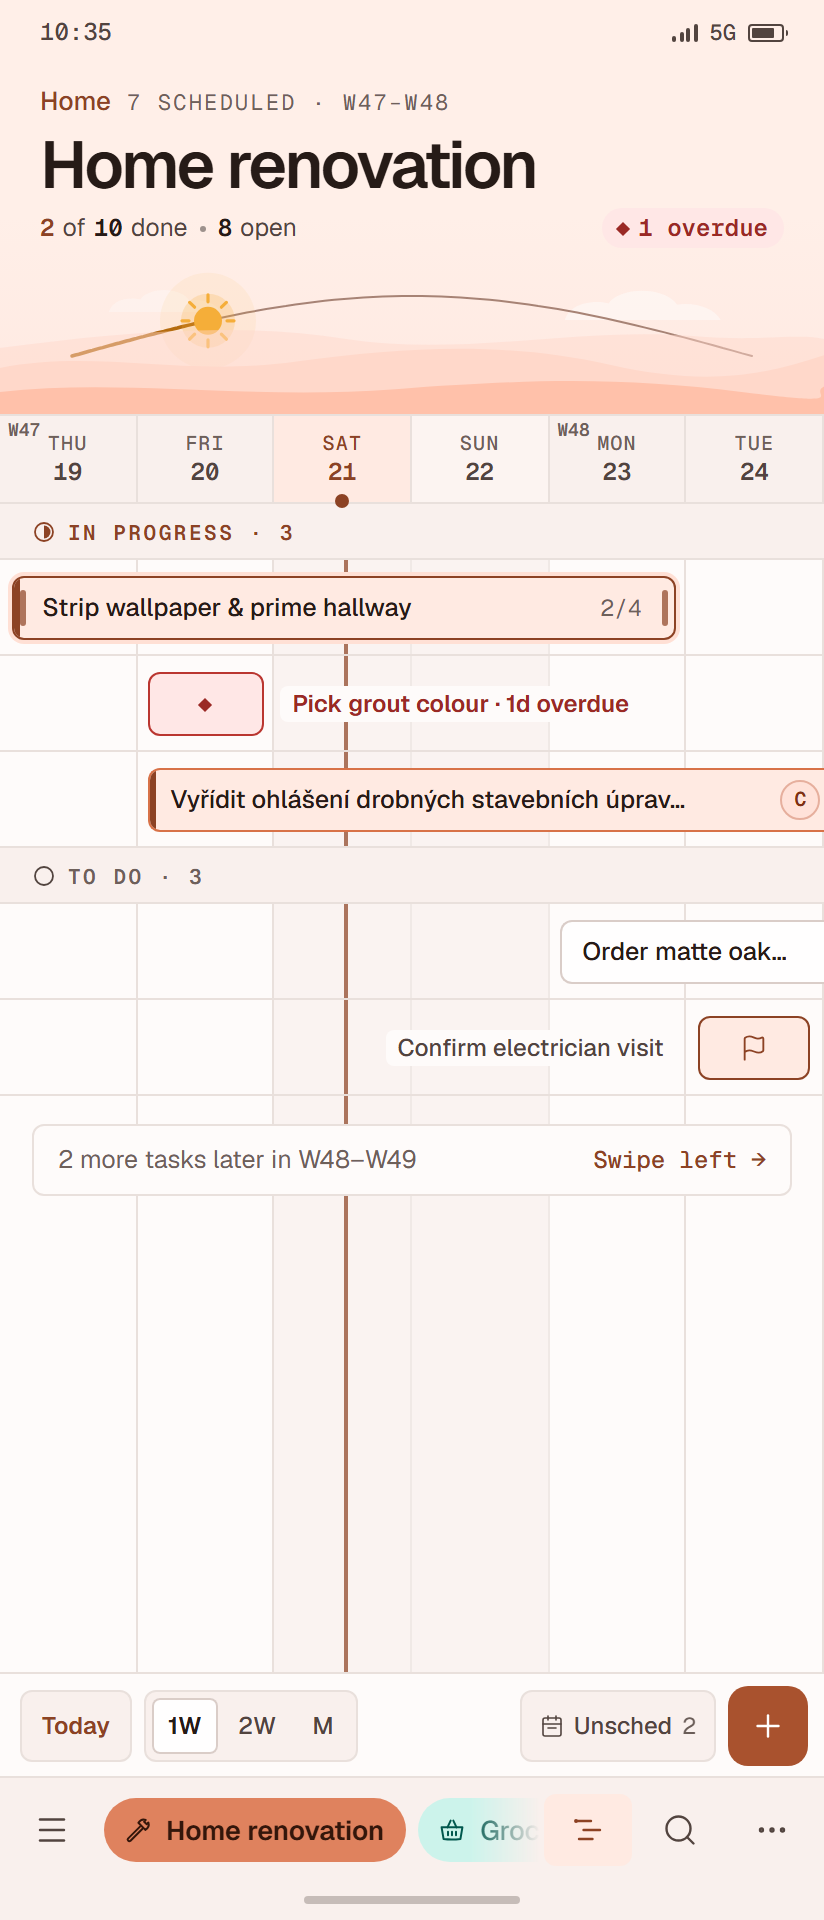 10:35
5G
Home 7 SCHEDULED · W47–W48
Home renovation
2 of 10 done • 8 open
1 overdue
W47 THU 19
FRI 20
SAT 21
SUN 22
W48 MON 23
TUE 24
IN PROGRESS · 3
Strip wallpaper & prime hallway 2/4
Pick grout colour · 1d overdue
Vyřídit ohlášení drobných stavebních úprav… C
TO DO · 3
Order matte oak…
Confirm electrician visit
2 more tasks later in W48–W49 Swipe left →
Today 1W 2W M Unsched 2
Home renovation Groc